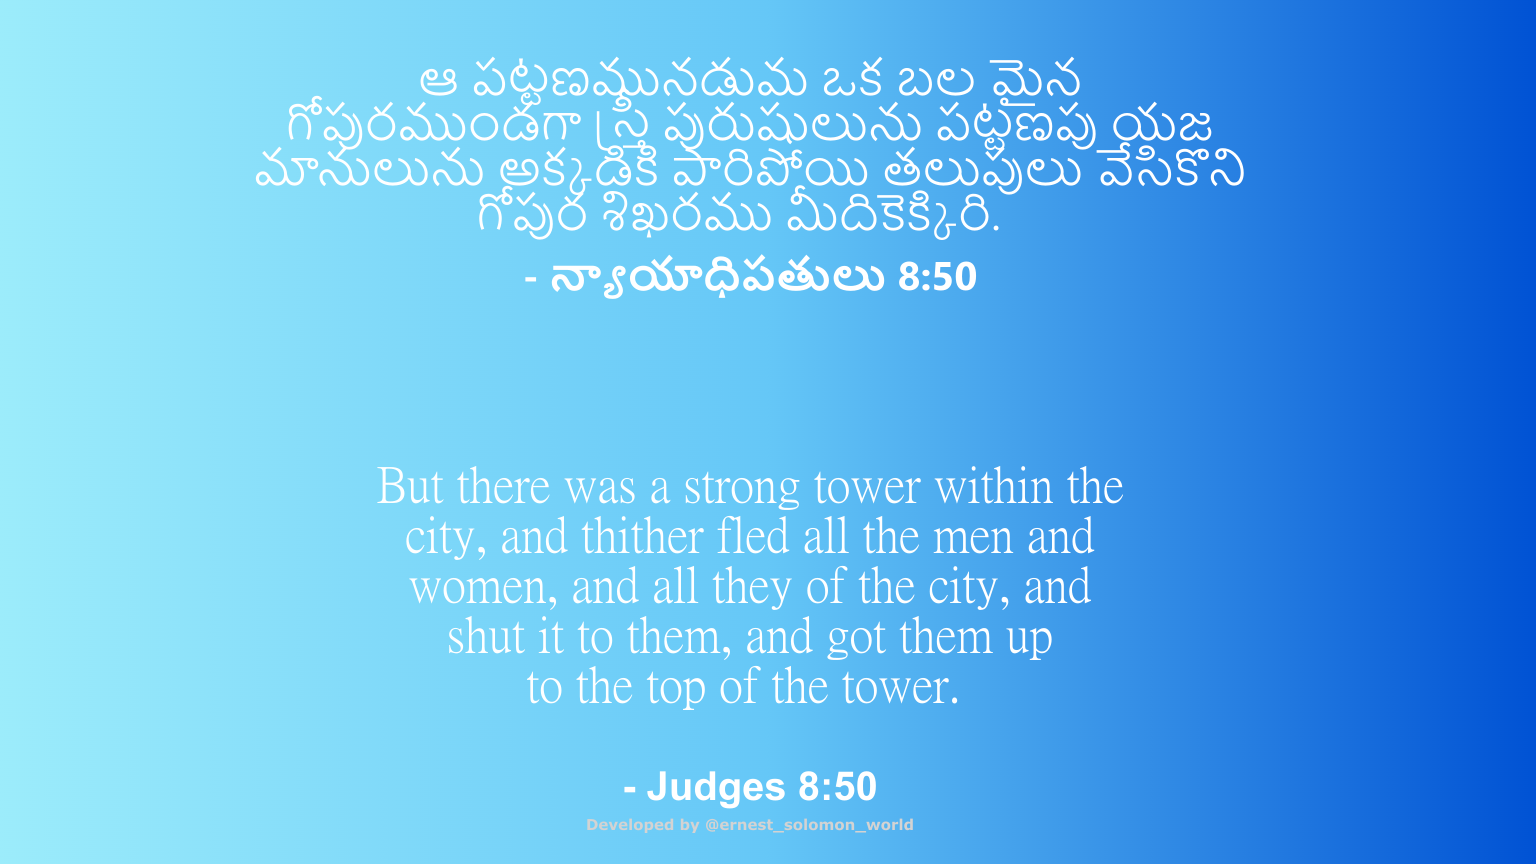 ఆ పట్టణమునడుమ ఒక బల మైన
గోపురముండగా స్త్రీ పురుషులును పట్టణపు యజ
మానులును అక్కడికి పారిపోయి తలుపులు వేసికొని
గోపుర శిఖరము మీదికెక్కిరి.
- న్యాయాధిపతులు 8:50
But there was a strong tower within the
city, and thither fled all the men and
women, and all they of the city, and
shut it to them, and got them up
to the top of the tower.
- Judges 8:50
Developed by @ernest_solomon_world